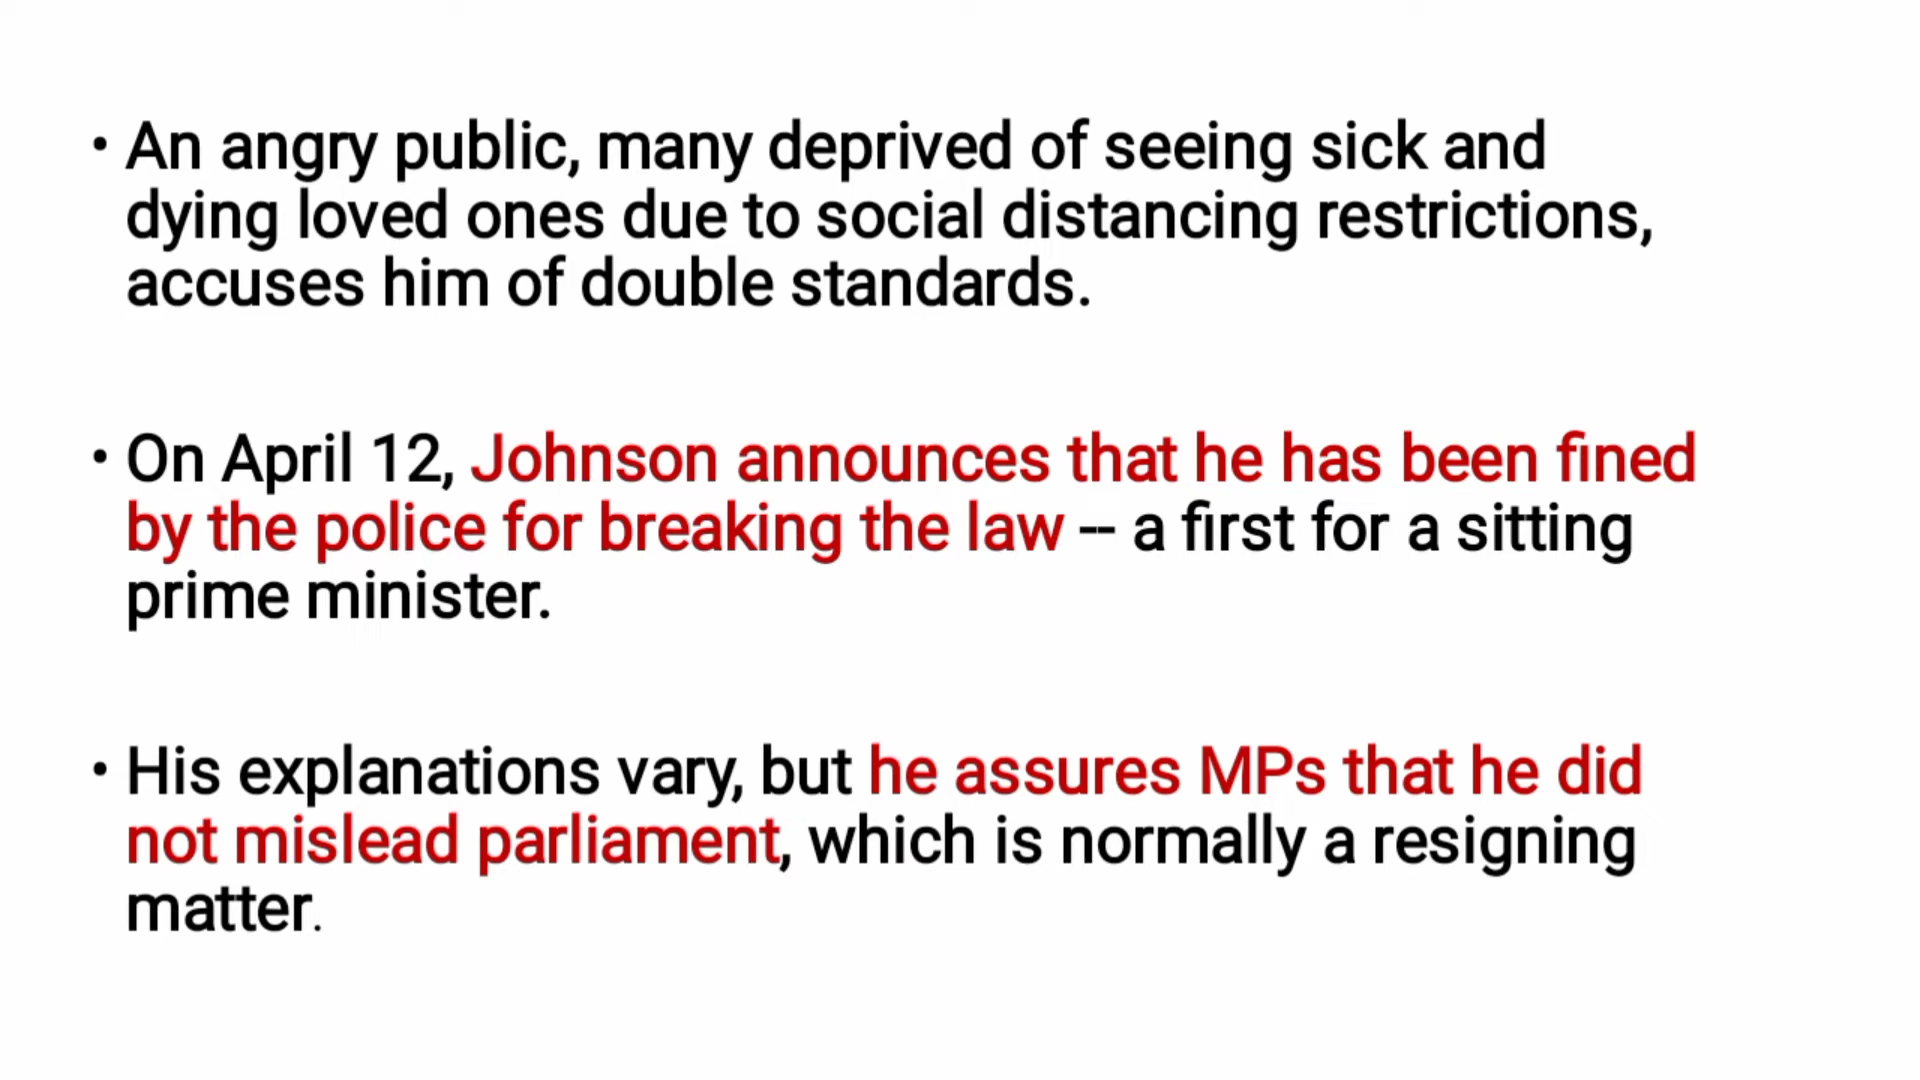 • An angry public, many deprived of seeing sick and
dying loved ones due to social distancing restrictions,
accuses him of double standards.
• On April 12, Johnson announces that he has been fined
by the police for breaking the law -- a first for a sitting
prime minister.
• His explanations vary, but he assures MPs that he did
not mislead parliament, which is normally a resigning
matter.